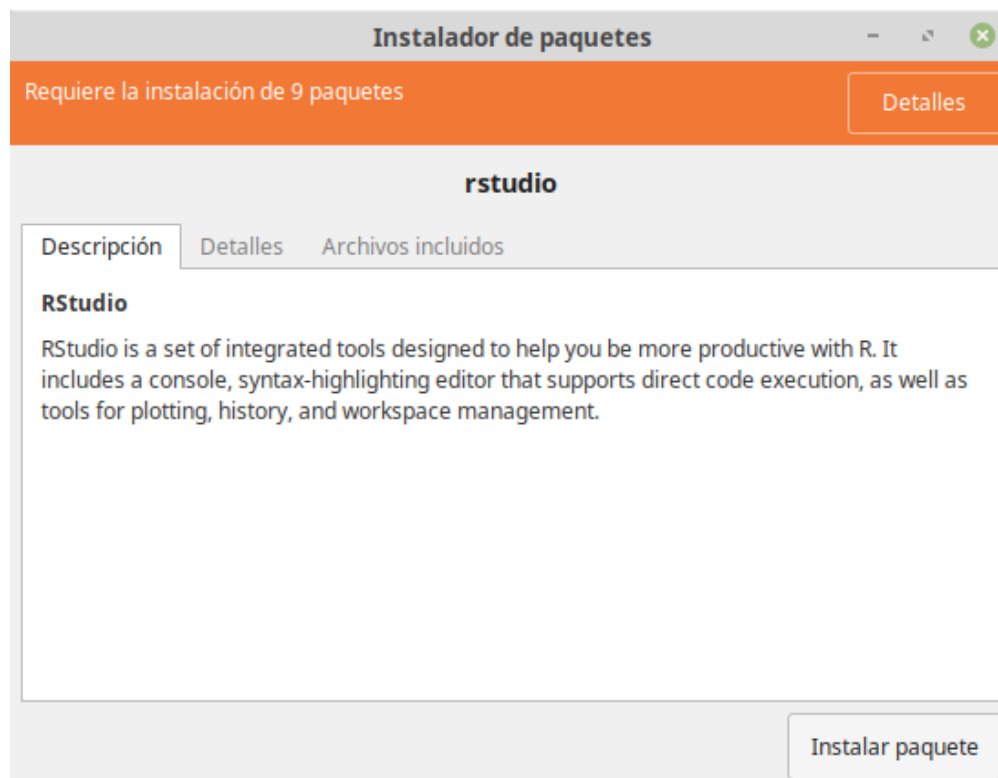 Instalador de paquetes
Requiere la instalación de 9 paquetes
Detalles
rstudio
Descripción Detalles Archivos incluidos
RStudio
RStudio is a set of integrated tools designed to help you be more productive with R. It
includes a console, syntax-highlighting editor that supports direct code execution, as well as
tools for plotting, history, and workspace management.
Instalar paquete